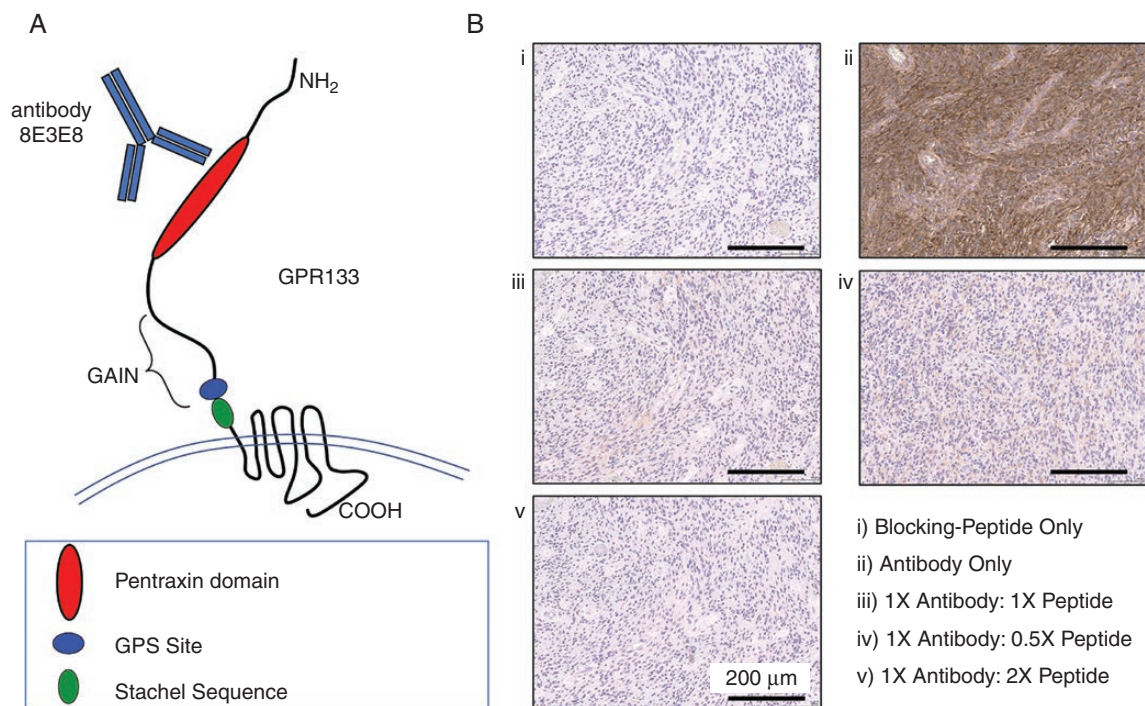 A
antibody
8E3E8
NH2
GPR133
GAIN
COOH
Pentraxin domain
GPS Site
Stachel Sequence
B
i
ii
iii
iv
v
200 μm
i) Blocking-Peptide Only
ii) Antibody Only
iii) 1X Antibody: 1X Peptide
iv) 1X Antibody: 0.5X Peptide
v) 1X Antibody: 2X Peptide